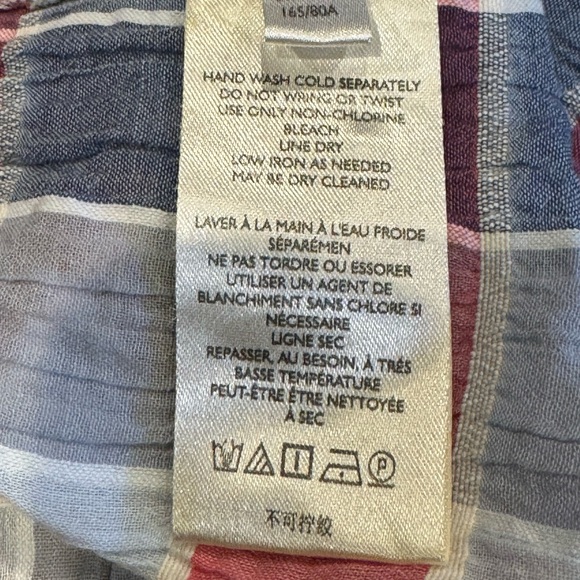 165/80A
HAND WASH COLD SEPARATELY
DO NOT WRING OR TWIST
USE ONLY NON-CHLORINE
BLEACH
LINE DRY
LOW IRON AS NEEDED
MAY BE DRY CLEANED
LAVER À LA MAIN À L'EAU FROIDE
SÉPARÉMEN
NE PAS TORDRE OU ESSORER
UTILISER UN AGENT DE
BLANCHIMENT SANS CHLORE SI
NÉCESSAIRE
LIGNE SEC
REPASSER, AU BESOIN, À TRÉS
BASSE TEMPÉRATURE
PEUT-ÊTRE ÊTRE NETTOYÉE
À SEC
P
不可拧绞